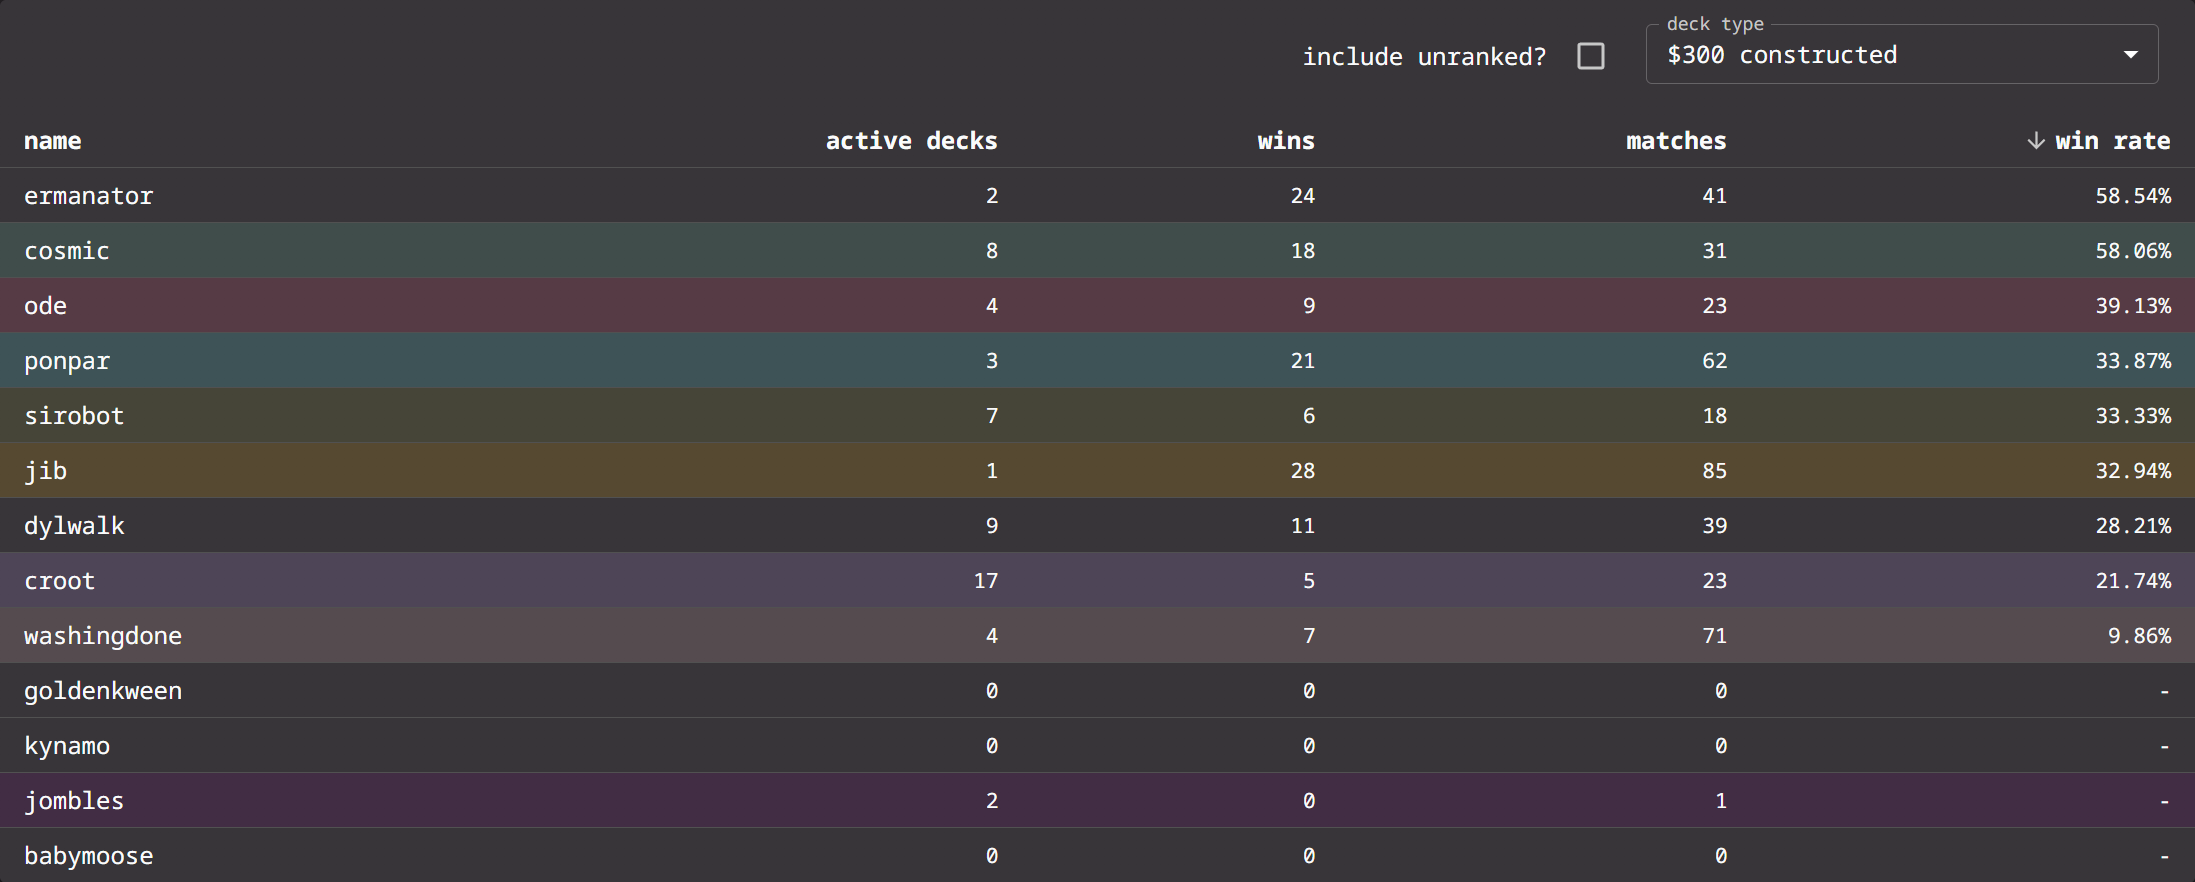 deck type
include unranked? $300 constructed
name active decks wins matches ↓ win rate
ermanator 2 24 41 58.54%
cosmic 8 18 31 58.06%
ode 4 9 23 39.13%
ponpar 3 21 62 33.87%
sirobot 7 6 18 33.33%
jib 1 28 85 32.94%
dylwalk 9 11 39 28.21%
croot 17 5 23 21.74%
washingdone 4 7 71 9.86%
goldenkween 0 0 0 -
kynamo 0 0 0 -
jombles 2 0 1 -
babymoose 0 0 0 -